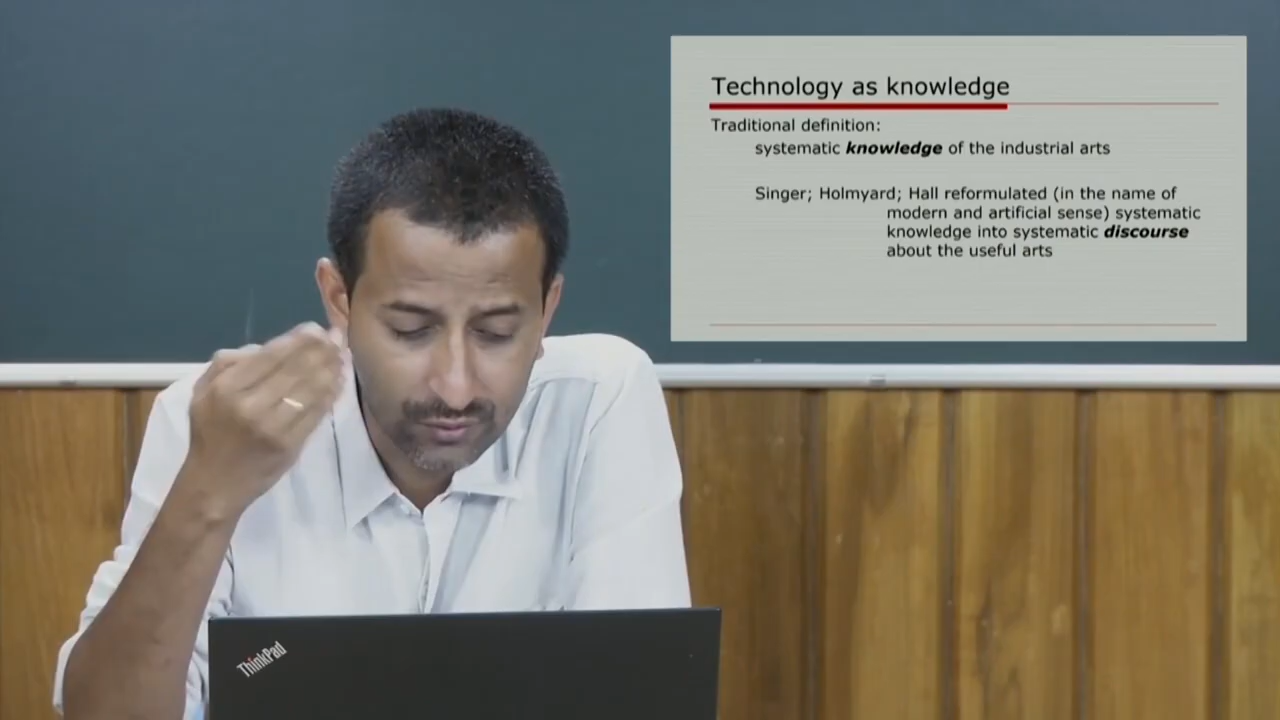 Technology as knowledge
Traditional definition:
systematic knowledge of the industrial arts
Singer; Holmyard; Hall reformulated (in the name of
modern and artificial sense) systematic
knowledge into systematic discourse
about the useful arts
ThinkPad